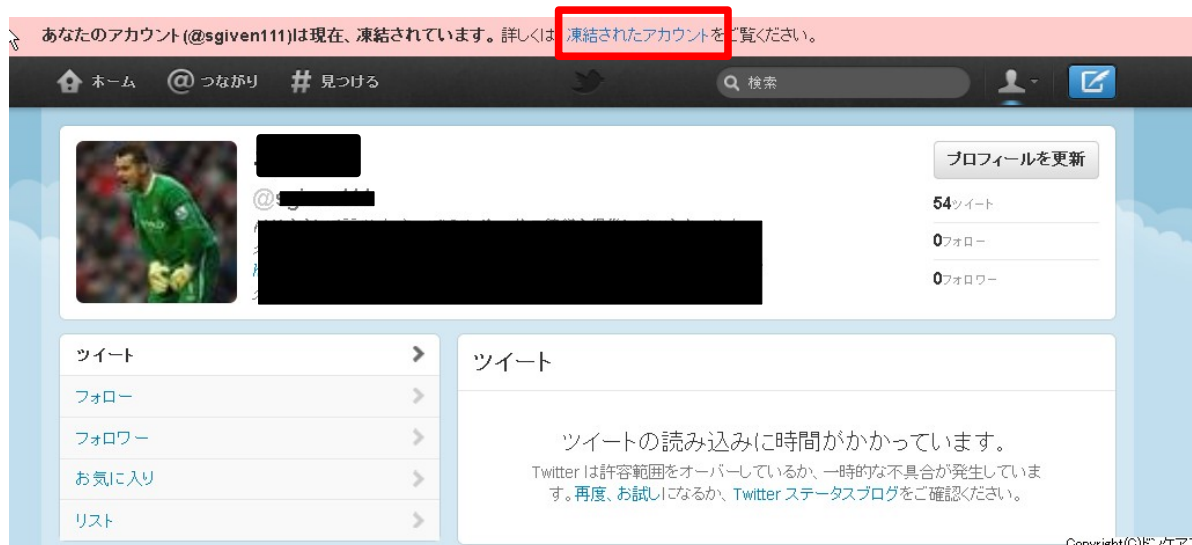 あなたのアカウント(@sgiven111)は現在、凍結されています。詳しくは、凍結されたアカウントをご覧ください。
ホーム @つながり # 見つける 検索
@
プロフィールを更新
54ツイート
0フォロー
0フォロワー
ツイート
フォロー
フォロワー
お気に入り
リスト
ツイート
ツイートの読み込みに時間がかかっています。
Twitter は許容範囲をオーバーしているか、一時的な不具合が発生していま
す。再度、お試しになるか、Twitter ステータスブログをご確認ください。